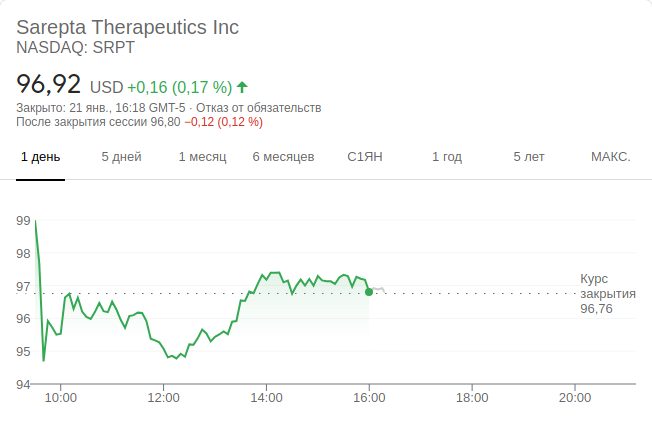 Sarepta Therapeutics Inc
NASDAQ: SRPT
96,92 USD +0,16 (0,17 %)
Закрыто: 21 янв., 16:18 GMT-5 · Отказ от обязательств
После закрытия сессии 96,80 −0,12 (0,12 %)
1 день 5 дней 1 месяц 6 месяцев С1ЯН 1 год 5 лет МАКС.
99
98
97
96
95
94
Курс
закрытия
96,76
10:00 12:00 14:00 16:00 18:00 20:00